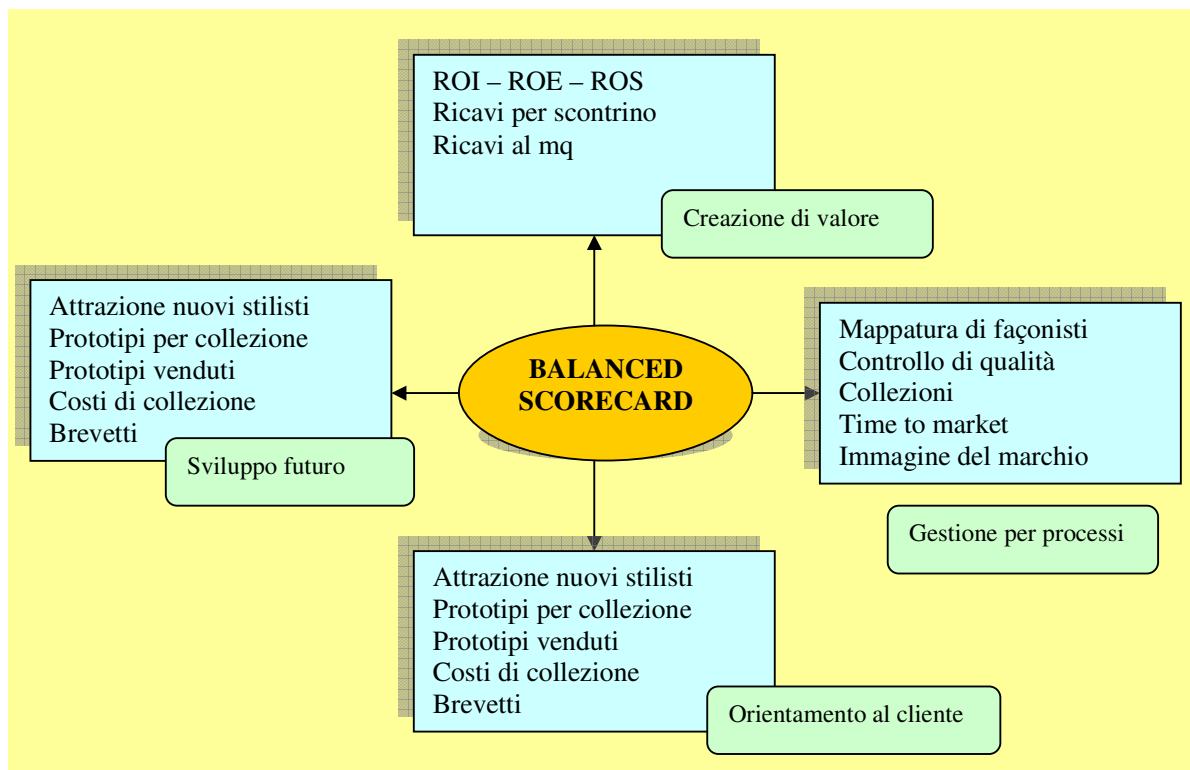 ROI – ROE – ROS
Ricavi per scontrino
Ricavi al mq
Creazione di valore
Attrazione nuovi stilisti
Prototipi per collezione
Prototipi venduti
Costi di collezione
Brevetti
Sviluppo futuro
BALANCED
SCORECARD
Mappatura di façonisti
Controllo di qualità
Collezioni
Time to market
Immagine del marchio
Gestione per processi
Attrazione nuovi stilisti
Prototipi per collezione
Prototipi venduti
Costi di collezione
Brevetti
Orientamento al cliente